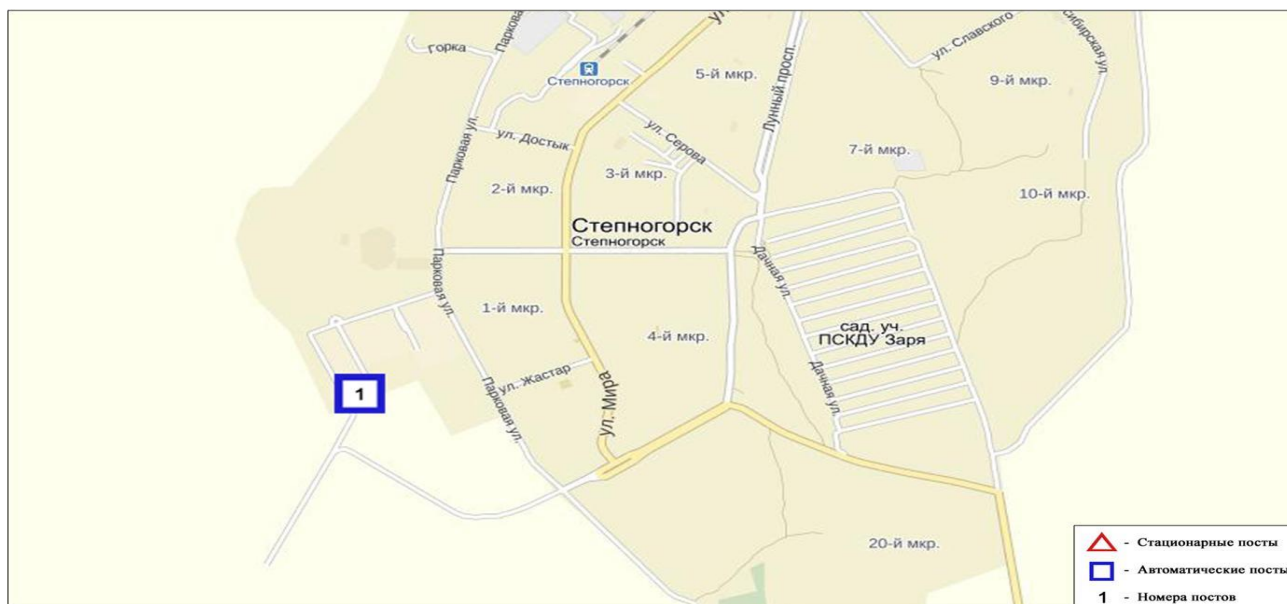 Горка
Парковая
ул.
Степногорск
5-й мкр.
Лунный просп.
ул. Славского
сибирская ул.
9-й мкр.
Парковая ул.
ул. Достык
ул. Серова
3-й мкр.
2-й мкр.
7-й мкр.
10-й мкр.
Степногорск
Степногорск
Парковая ул.
Дачная ул.
1-й мкр.
4-й мкр.
сад. уч.
ПСКДУ Заря
ул. Жастар
ул. Мира
Парковая ул.
Дачная ул.
1
20-й мкр.
- Стационарные посты
- Автоматические посты
1 - Номера постов